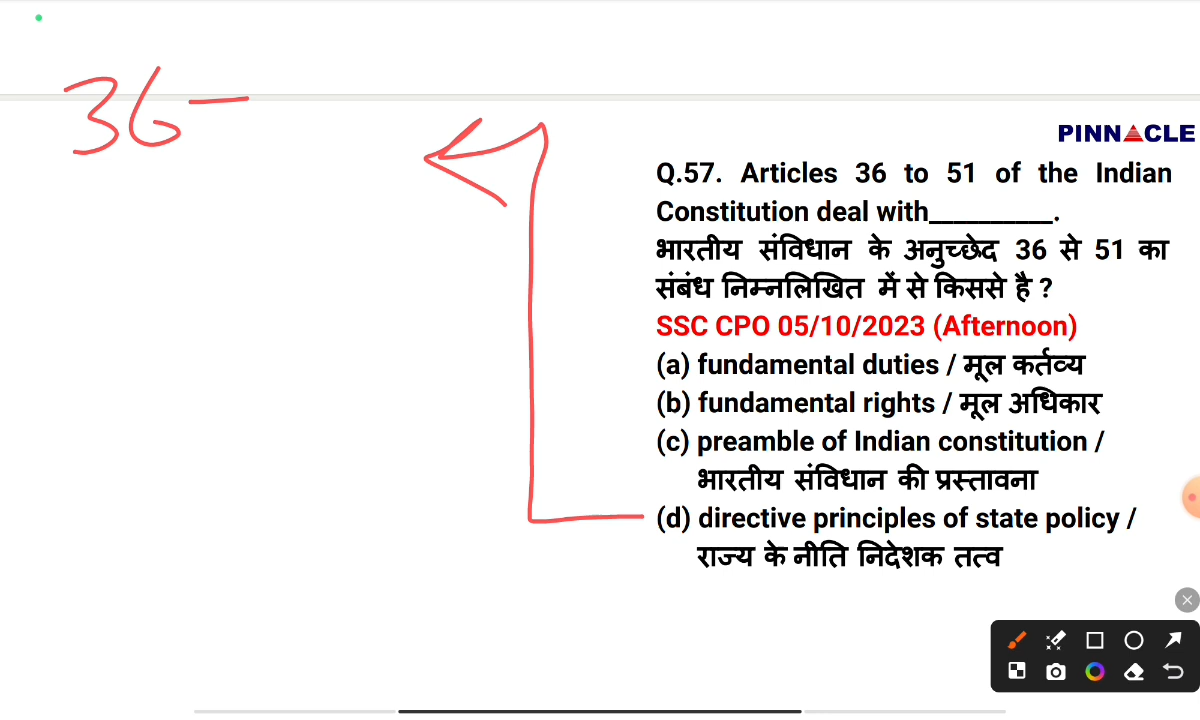 36-
PINNACLE
Q.57. Articles 36 to 51 of the Indian
Constitution deal with__________.
भारतीय संविधान के अनुच्छेद 36 से 51 का
संबंध निम्नलिखित में से किससे है ?
SSC CPO 05/10/2023 (Afternoon)
(a) fundamental duties / मूल कर्तव्य
(b) fundamental rights / मूल अधिकार
(c) preamble of Indian constitution /
भारतीय संविधान की प्रस्तावना
(d) directive principles of state policy /
राज्य के नीति निदेशक तत्व